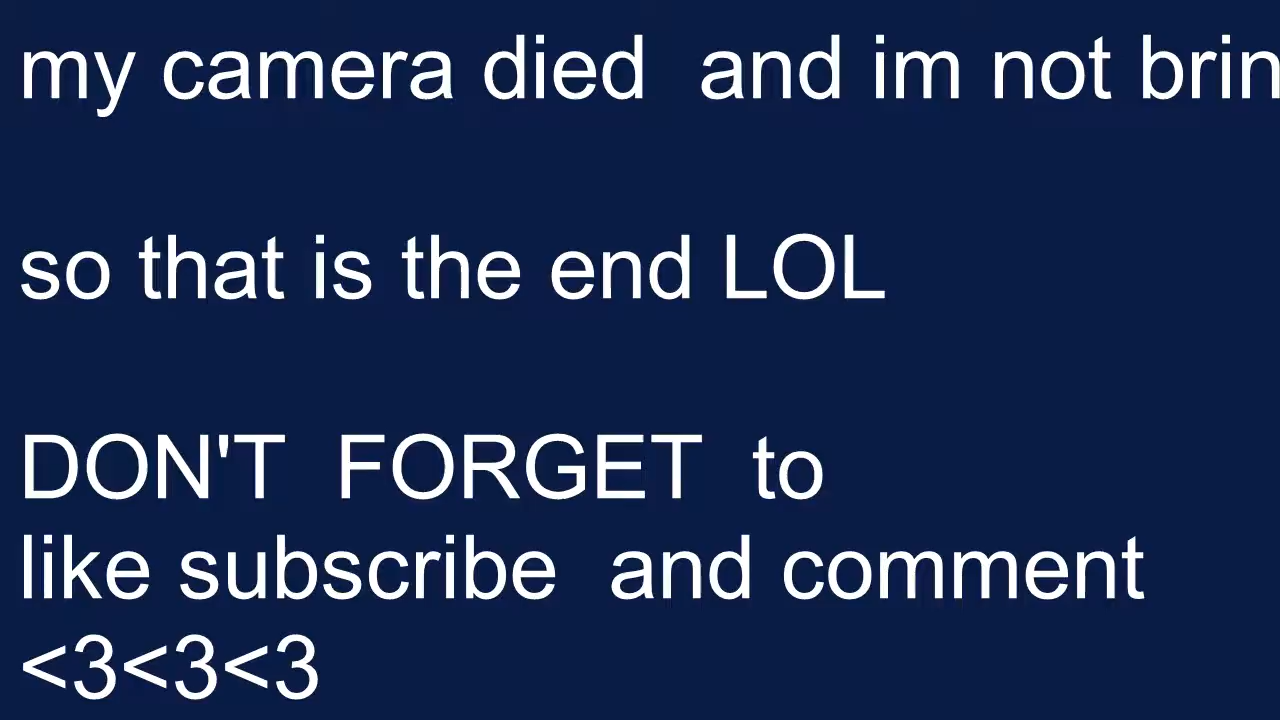 my camera died  and im not brin
so that is the end LOL
DON'T  FORGET  to
like subscribe  and comment
<3<3<3